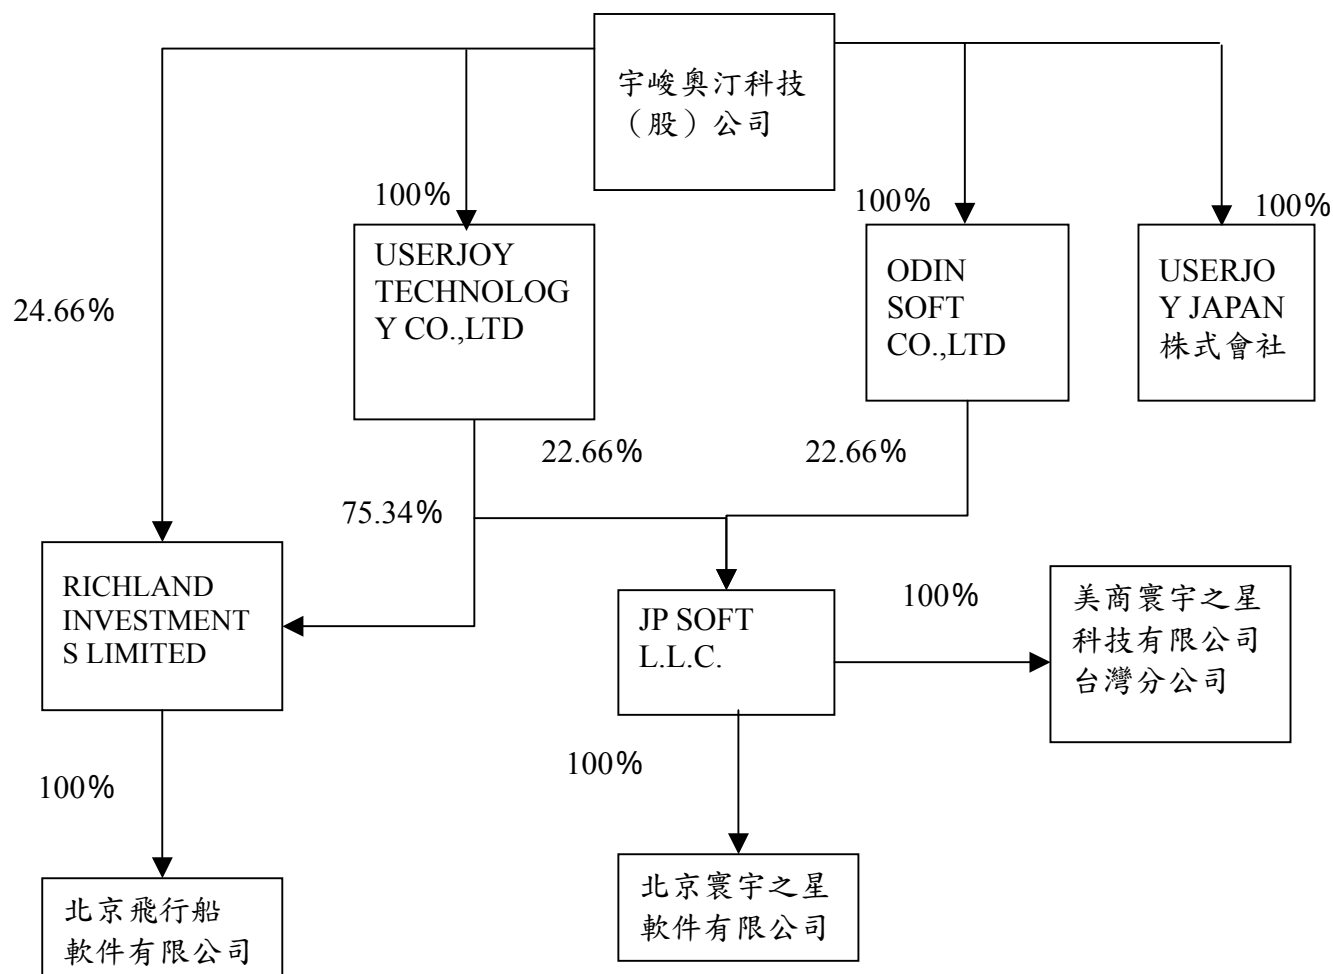 宇峻奧汀科技
（股）公司
100%
100%
100%
USERJOY
TECHNOLOG
Y CO.,LTD
ODIN
SOFT
CO.,LTD
USERJO
Y JAPAN
株式會社
24.66%
22.66%
22.66%
75.34%
RICHLAND
INVESTMENT
S LIMITED
JP SOFT
L.L.C.
100%
美商寰宇之星
科技有限公司
台灣分公司
100%
100%
北京飛行船
軟件有限公司
北京寰宇之星
軟件有限公司